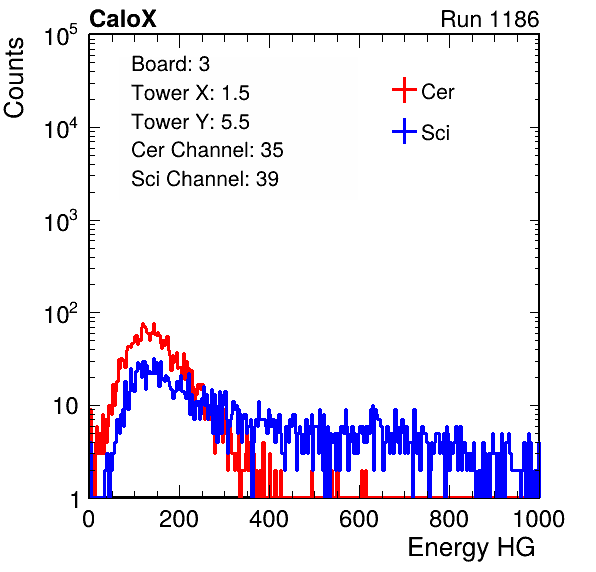 CaloX Run 1186
Counts
Board: 3
Tower X: 1.5
Tower Y: 5.5
Cer Channel: 35
Sci Channel: 39
Cer
Sci
10^5
10^4
10^3
10^2
10
1
0 200 400 600 800 1000
Energy HG